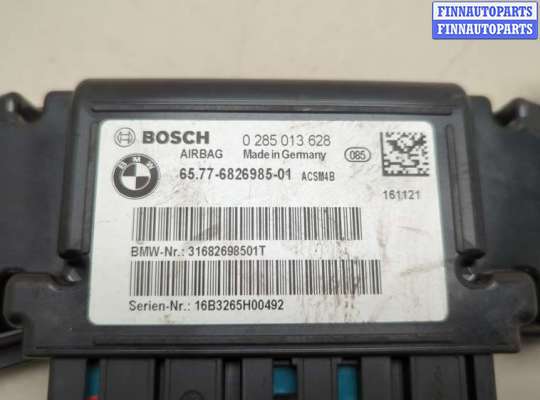 FINNAUTOPARTS
FINNAUTOPARTS
BOSCH 0 285 013 628
AIRBAG Made in Germany 085
BMW
65.77-6826985-01 ACSM4B
161121
BMW-Nr.: 31682698501T
Serien-Nr.: 16B3265H00492